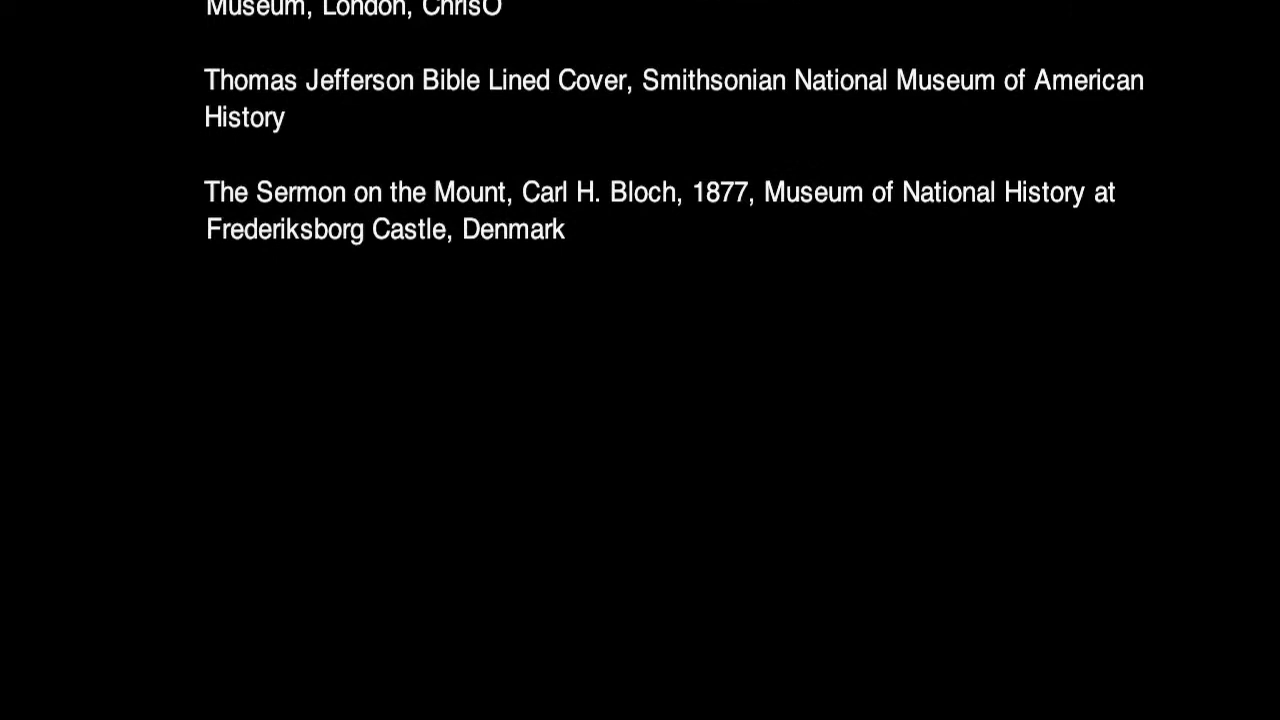 Museum, London, ChrisO
Thomas Jefferson Bible Lined Cover, Smithsonian National Museum of American
History
The Sermon on the Mount, Carl H. Bloch, 1877, Museum of National History at
Frederiksborg Castle, Denmark